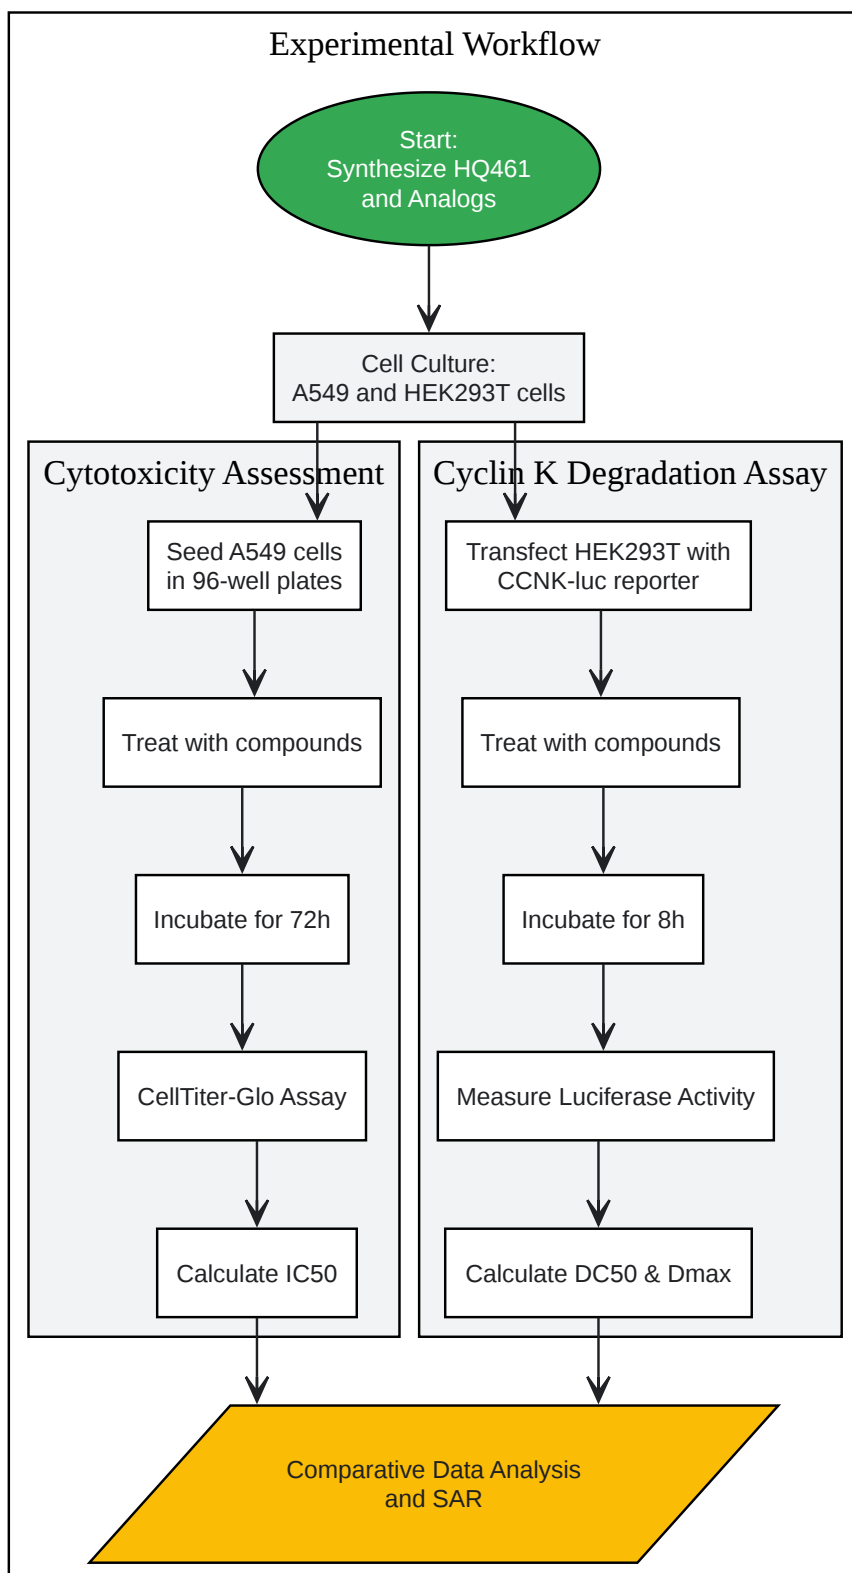 Experimental Workflow
Start:
Synthesize HQ461
and Analogs
Cell Culture:
A549 and HEK293T cells
Cytotoxicity Assessment
Seed A549 cells
in 96-well plates
Treat with compounds
Incubate for 72h
CellTiter-Glo Assay
Calculate IC50
Cyclin K Degradation Assay
Transfect HEK293T with
CCNK-luc reporter
Treat with compounds
Incubate for 8h
Measure Luciferase Activity
Calculate DC50 & Dmax
Comparative Data Analysis
and SAR